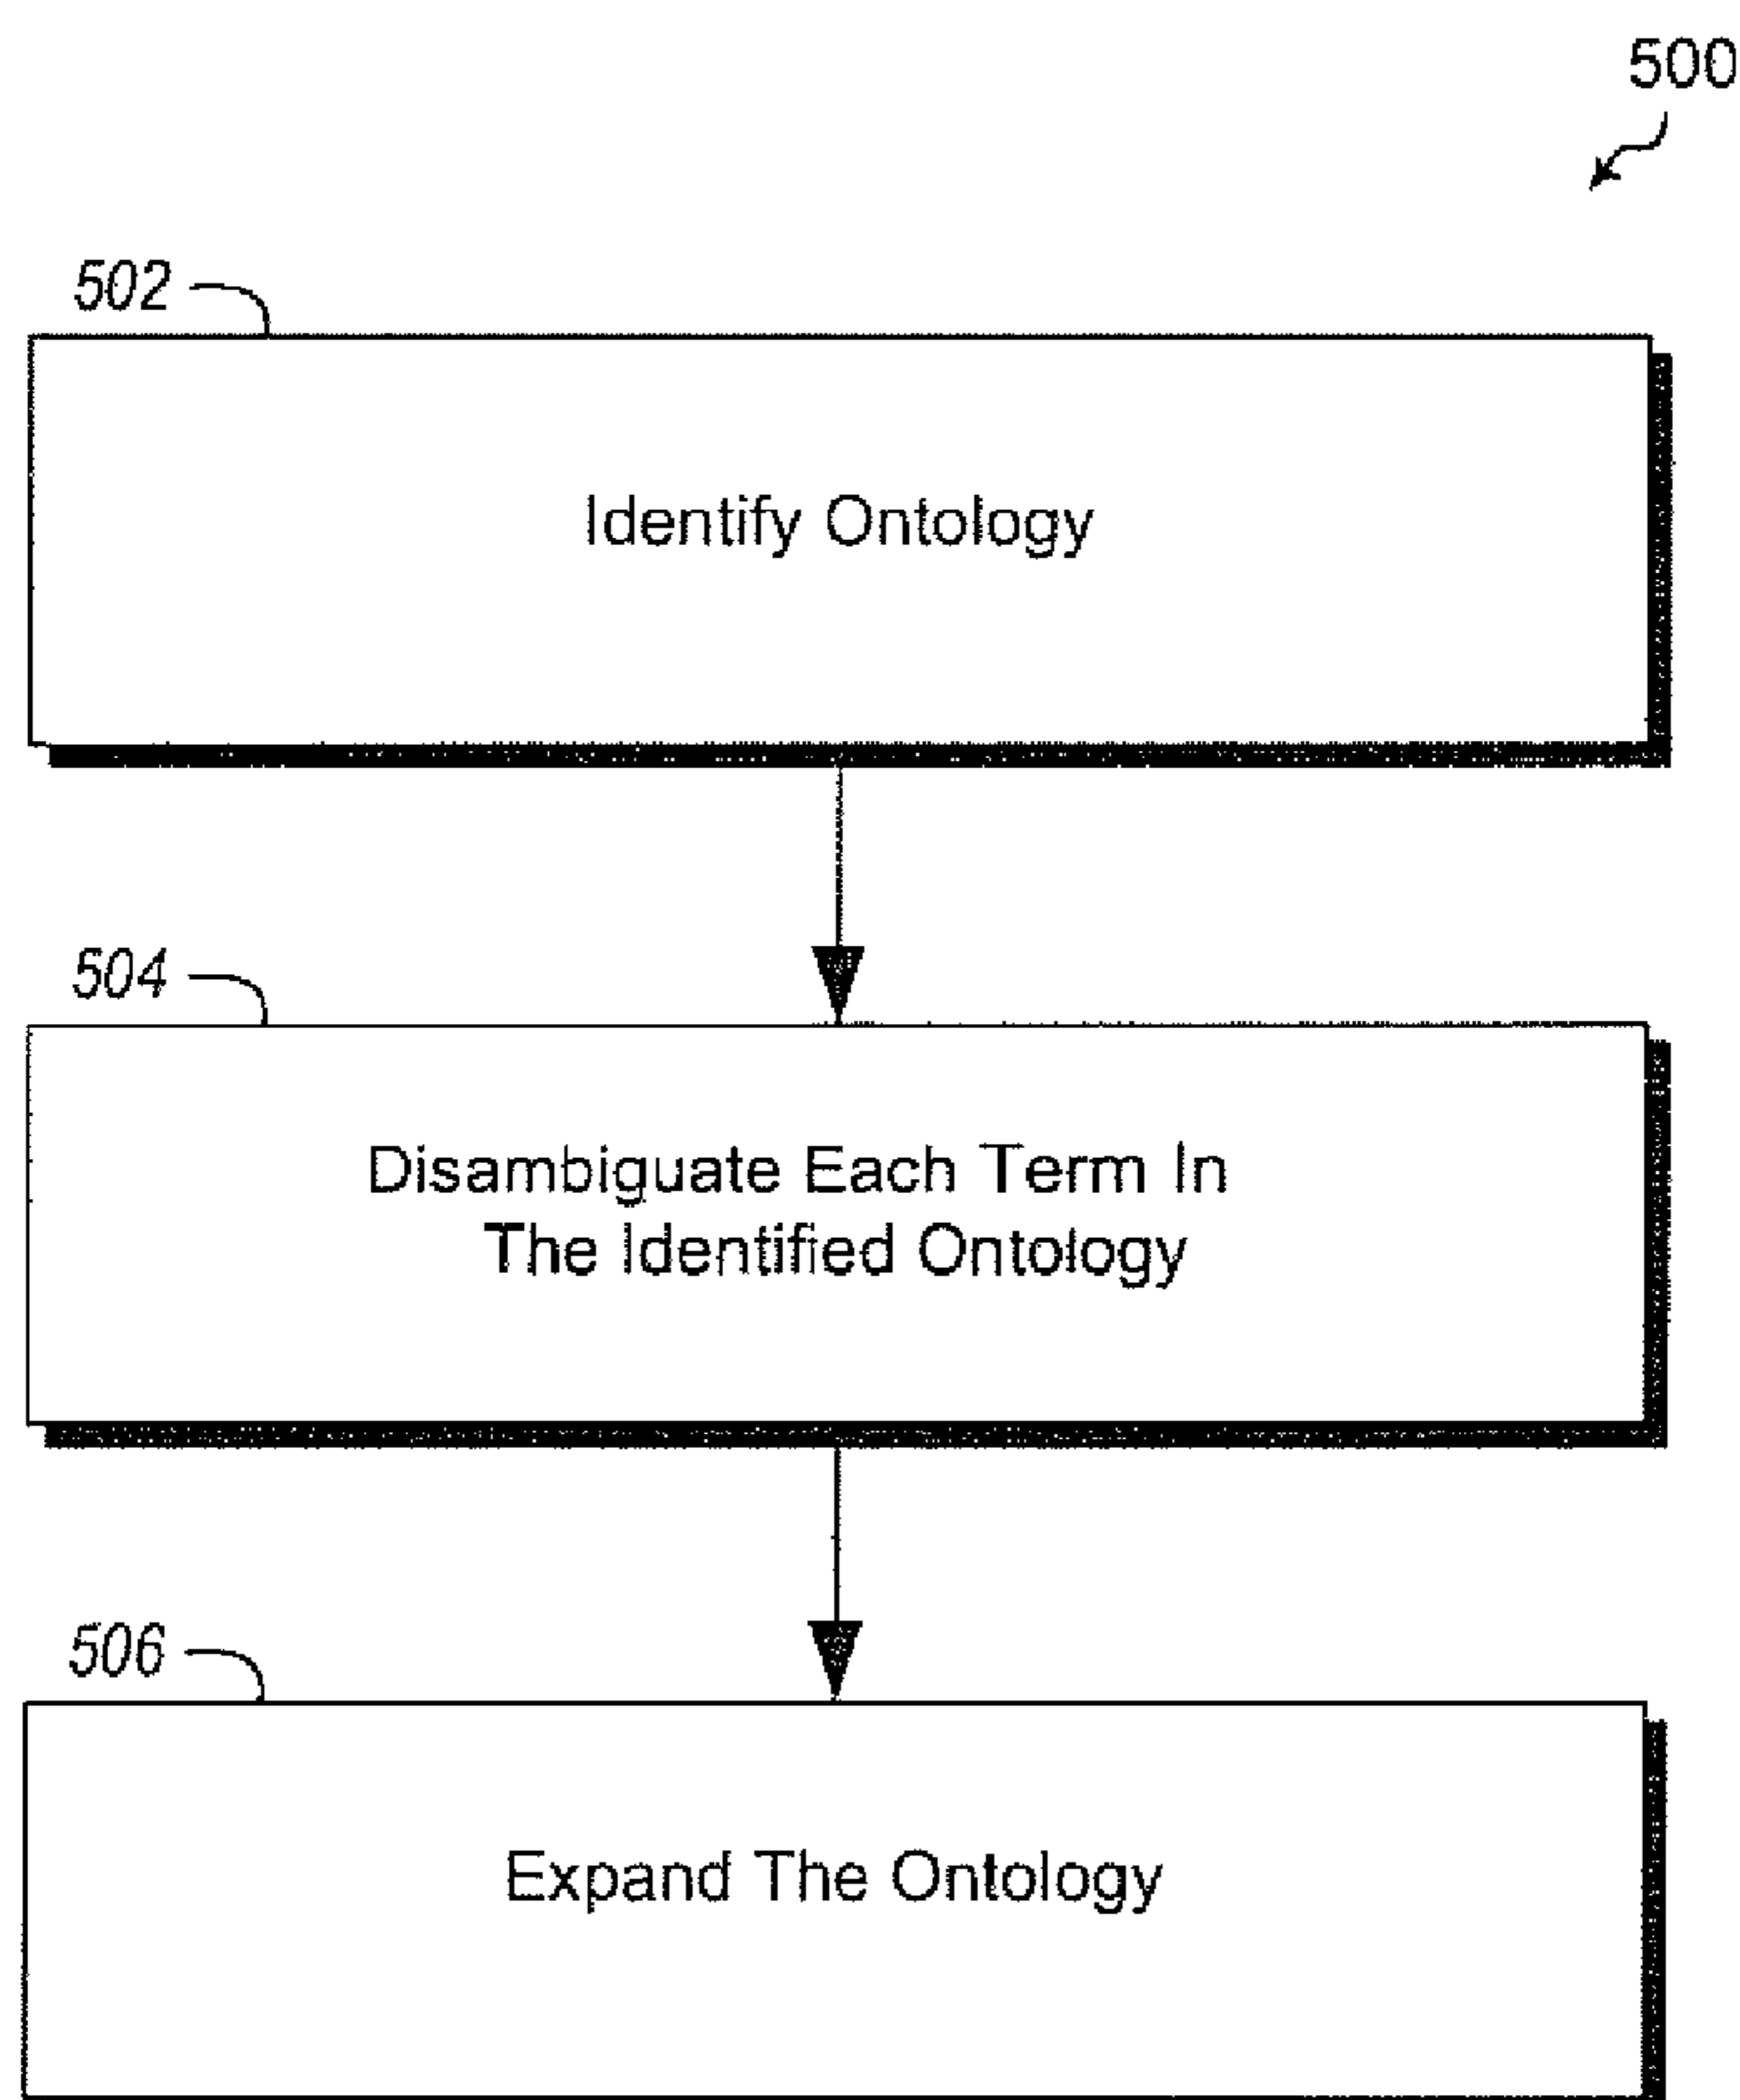 500
502
Identify Ontology
504
Disambiguate Each Term In
The Identified Ontology
506
Expand The Ontology